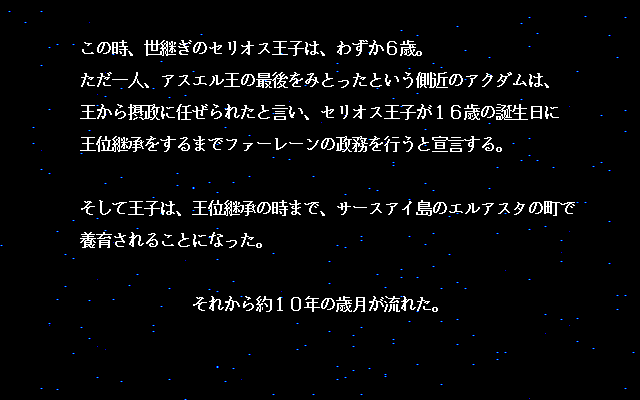 この時、世継ぎのセリオス王子は、わずか６歳。
ただ一人、アスエル王の最後をみとったという側近のアクダムは、
王から摂政に任ぜられたと言い、セリオス王子が１６歳の誕生日に
王位継承をするまでファーレーンの政務を行うと宣言する。
そして王子は、王位継承の時まで、サースアイ島のエルアスタの町で
養育されることになった。
それから約１０年の歳月が流れた。